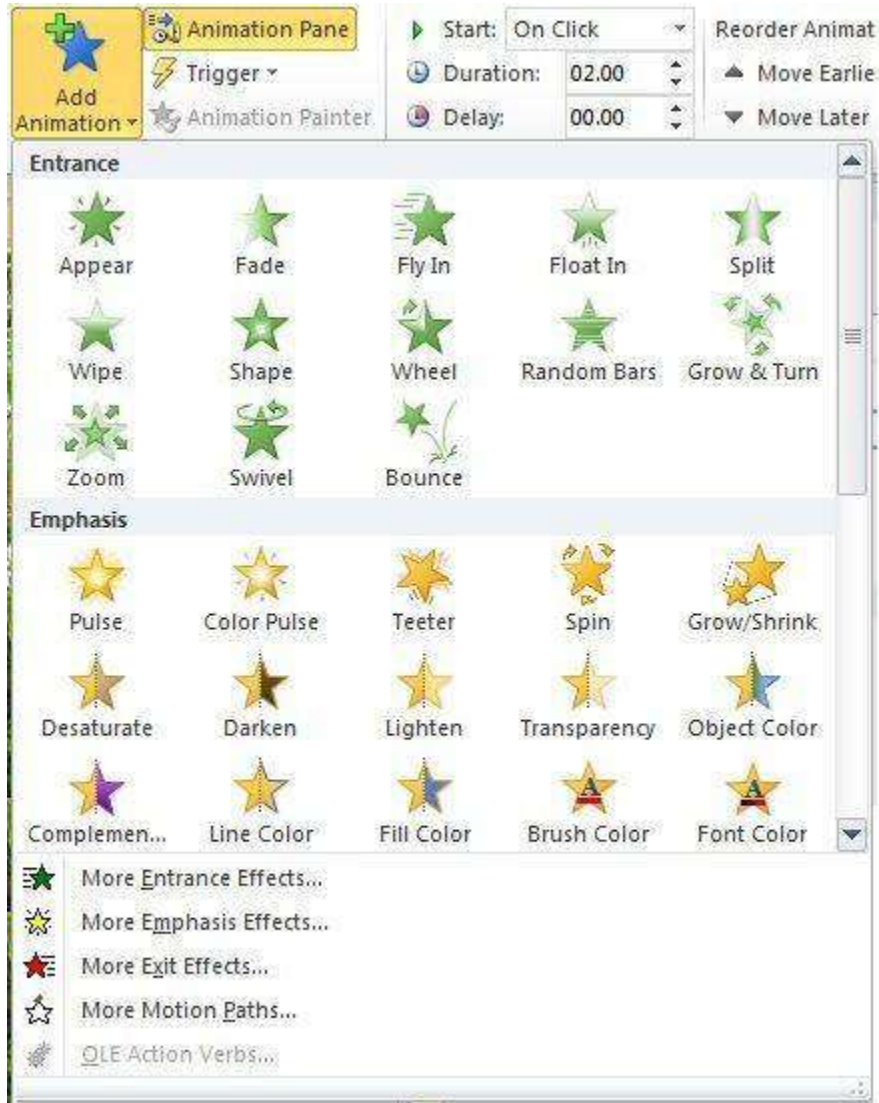 Animation Pane Start: On Click Reorder Animat
Trigger Duration: 02.00 Move Earlie
Add
Animation Animation Painter Delay: 00.00 Move Later
Entrance
Appear Fade Fly In Float In Split
Wipe Shape Wheel Random Bars Grow & Turn
Zoom Swivel Bounce
Emphasis
Pulse Color Pulse Teeter Spin Grow/Shrink
Desaturate Darken Lighten Transparency Object Color
Complemen... Line Color Fill Color Brush Color Font Color
More Entrance Effects...
More Emphasis Effects...
More Exit Effects...
More Motion Paths...
OLE Action Verbs...